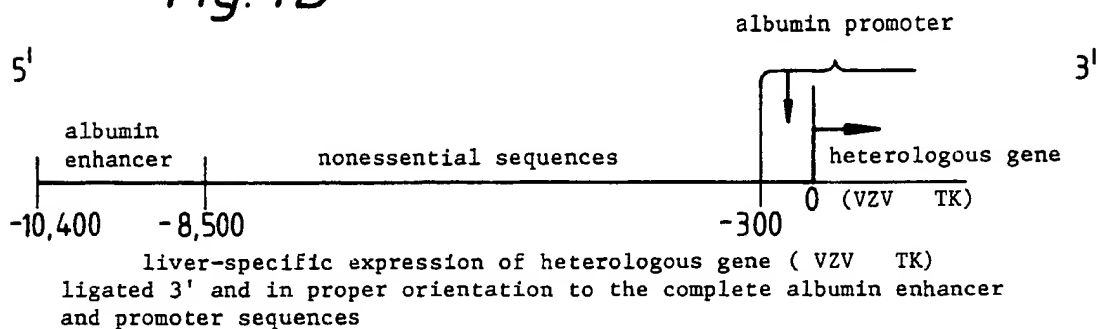 Fig. 1B
albumin promoter
5'
3'
albumin
enhancer
nonessential sequences
heterologous gene
-10,400
-8,500
-300
0
(VZV TK)
liver-specific expression of heterologous gene ( VZV TK)
ligated 3' and in proper orientation to the complete albumin enhancer
and promoter sequences